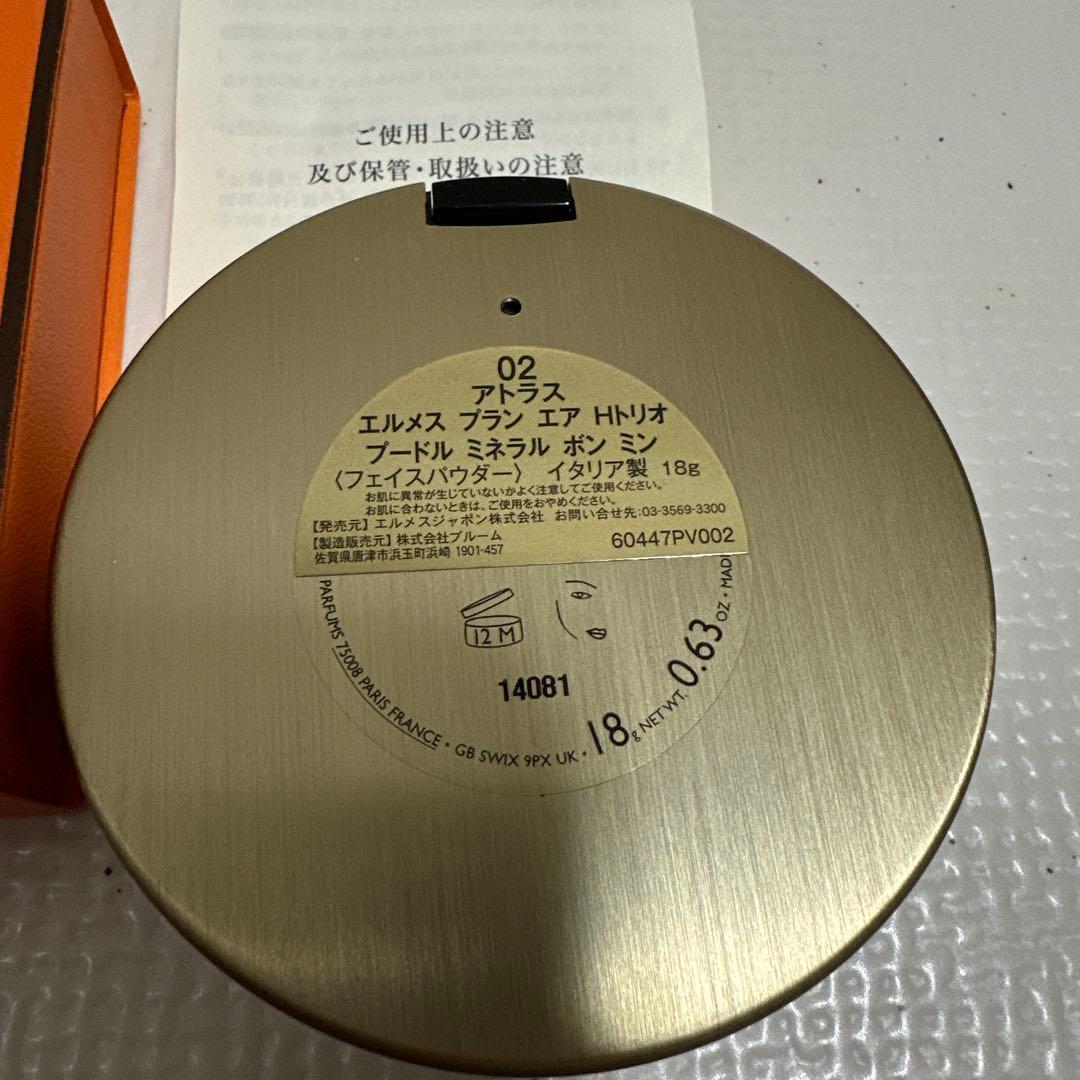 ご使用上の注意
及び保管・取扱いの注意
02
アトラス
エルメス プラン エア Hトリオ
プードル ミネラル ボン ミン
〈フェイスパウダー〉 イタリア製 18g
お肌に異常が生じていないかよく注意してご使用ください。
お肌に合わないときは、ご使用をおやめください。
【発売元】エルメスジャポン株式会社 お問い合せ先:03-3569-3300
【製造販売元】株式会社ブルーム
佐賀県唐津市浜玉町浜崎 1901-457
60447PV002
12 M
14081
PARFUMS 75008 PARIS FRANCE • GB SW1X 9PX UK • 18 g NET WT. 0.63 OZ • MAD